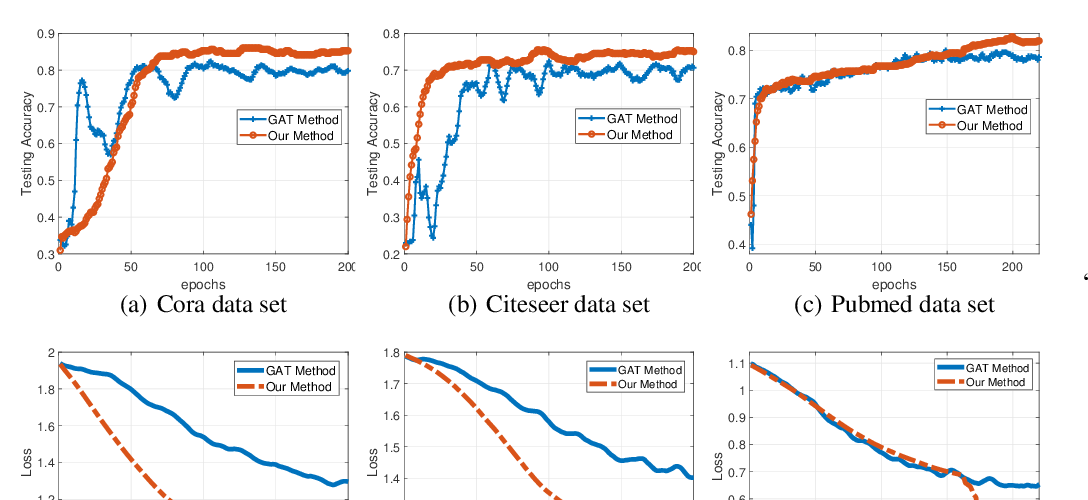 0.9
0.8
0.7
0.6
0.5
0.4
0.3
Testing Accuracy
GAT Method
Our Method
0 50 100 150 200
epochs
(a) Cora data set
0.8
0.7
0.6
0.5
0.4
0.3
0.2
Testing Accuracy
GAT Method
Our Method
0 50 100 150 200
epochs
(b) Citeseer data set
0.8
0.7
0.6
0.5
0.4
Testing Accuracy
GAT Method
Our Method
0 50 100 150 200
epochs
(c) Pubmed data set
2
1.8
1.6
1.4
1.2
Loss
GAT Method
Our Method
1.8
1.7
1.6
1.5
1.4
Loss
GAT Method
Our Method
1.1
1
0.9
0.8
0.7
0.6
Loss
GAT Method
Our Method